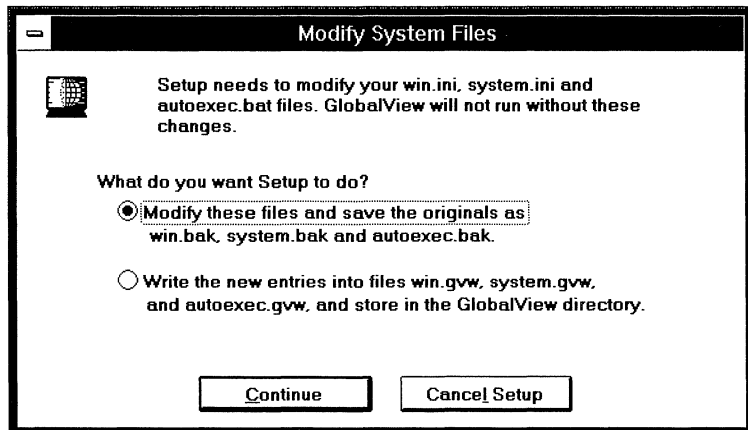 Modify System Files
Setup needs to modify your win.ini, system.ini and
autoexec.bat files. GlobalView will not run without these
changes.
What do you want Setup to do?
Modify these files and save the originals as
win.bak, system.bak and autoexec.bak.
Write the new entries into files win.gvw, system.gvw,
and autoexec.gvw, and store in the GlobalView directory.
Continue
Cancel Setup